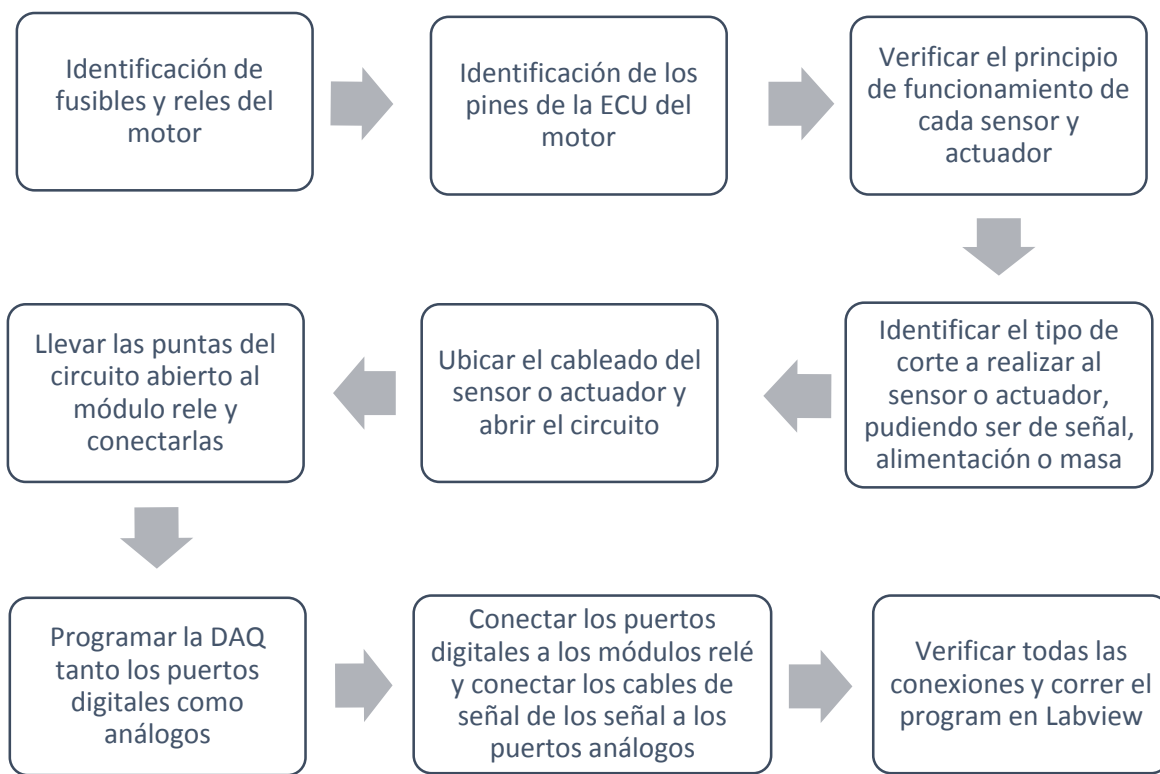 Identificación de
fusibles y reles del
motor
Identificación de los
pines de la ECU del
motor
Verificar el principio
de funcionamiento de
cada sensor y
actuador
Identificar el tipo de
corte a realizar al
sensor o actuador,
pudiendo ser de señal,
alimentación o masa
Ubicar el cableado del
sensor o actuador y
abrir el circuito
Llevar las puntas del
circuito abierto al
módulo rele y
conectarlas
Programar la DAQ
tanto los puertos
digitales como
análogos
Conectar los puertos
digitales a los módulos relé
y conectar los cables de
señal de los señal a los
puertos análogos
Verificar todas las
conexiones y correr el
program en Labview